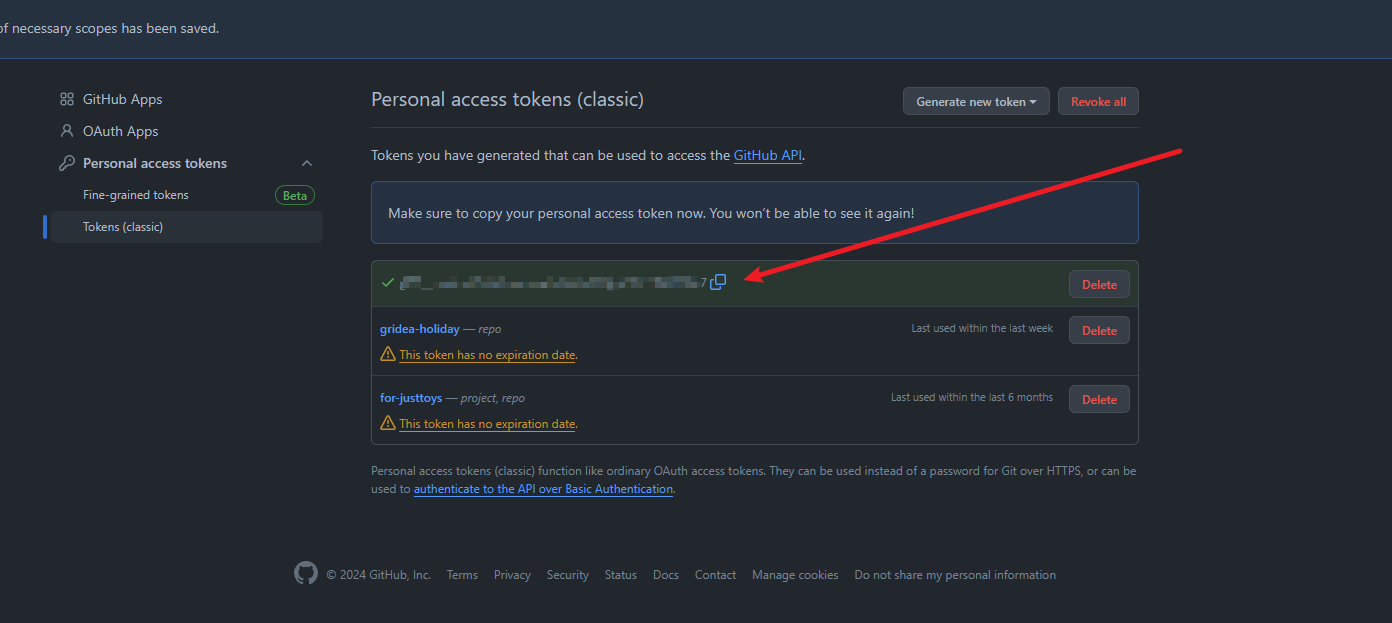 of necessary scopes has been saved.
GitHub Apps
OAuth Apps
Personal access tokens
Fine-grained tokens Beta
Tokens (classic)
Personal access tokens (classic)
Generate new token
Revoke all
Tokens you have generated that can be used to access the GitHub API.
Make sure to copy your personal access token now. You won’t be able to see it again!
7
Delete
gridea-holiday — repo
Last used within the last week
Delete
This token has no expiration date.
for-justtoys — project, repo
Last used within the last 6 months
Delete
This token has no expiration date.
Personal access tokens (classic) function like ordinary OAuth access tokens. They can be used instead of a password for Git over HTTPS, or can be
used to authenticate to the API over Basic Authentication.
© 2024 GitHub, Inc. Terms Privacy Security Status Docs Contact Manage cookies Do not share my personal information